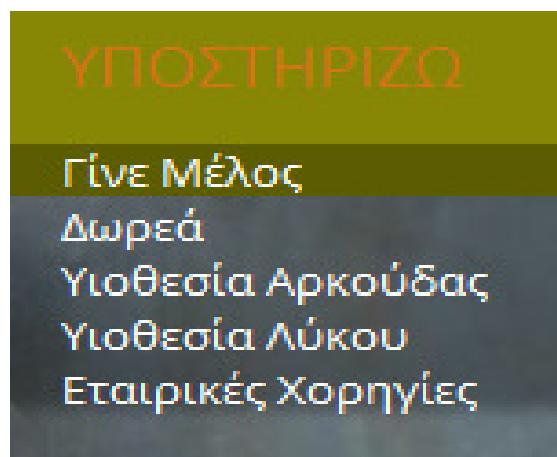 ΥΠΟΣΤΗΡΙΖΩ
Γίνε Μέλος
Δωρεά
Υιοθεσία Αρκούδας
Υιοθεσία Λύκου
Εταιρικές Χορηγίες